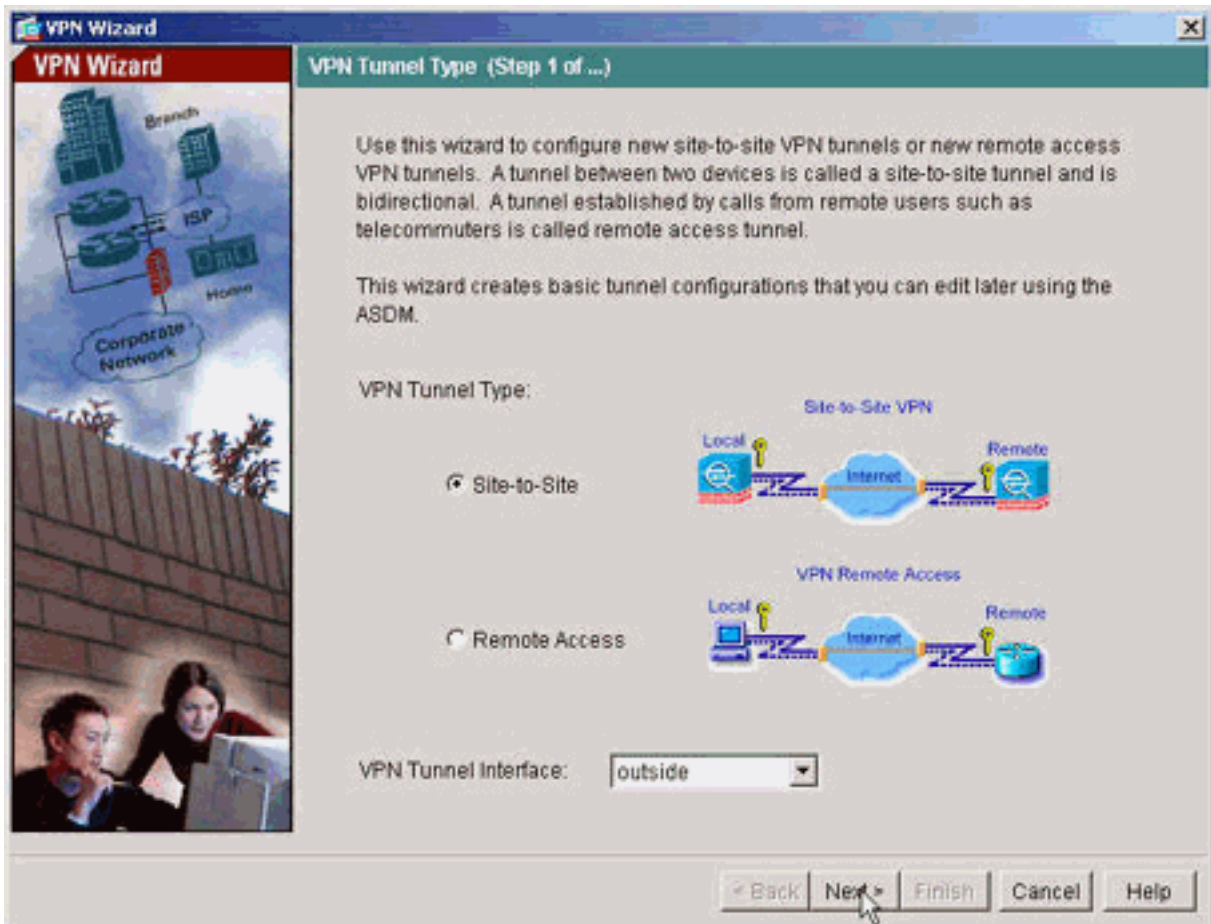 VPN Wizard
VPN Wizard
VPN Tunnel Type (Step 1 of ...)
Branch
ISP
Home
Corporate
Network
Use this wizard to configure new site-to-site VPN tunnels or new remote access
VPN tunnels. A tunnel between two devices is called a site-to-site tunnel and is
bidirectional. A tunnel established by calls from remote users such as
telecommuters is called remote access tunnel.
This wizard creates basic tunnel configurations that you can edit later using the
ASDM.
VPN Tunnel Type:
Site-to-Site VPN
Local
Remote
Internet
Site-to-Site
VPN Remote Access
Local
Remote
Internet
Remote Access
VPN Tunnel Interface:
outside
< Back
Next >
Finish
Cancel
Help